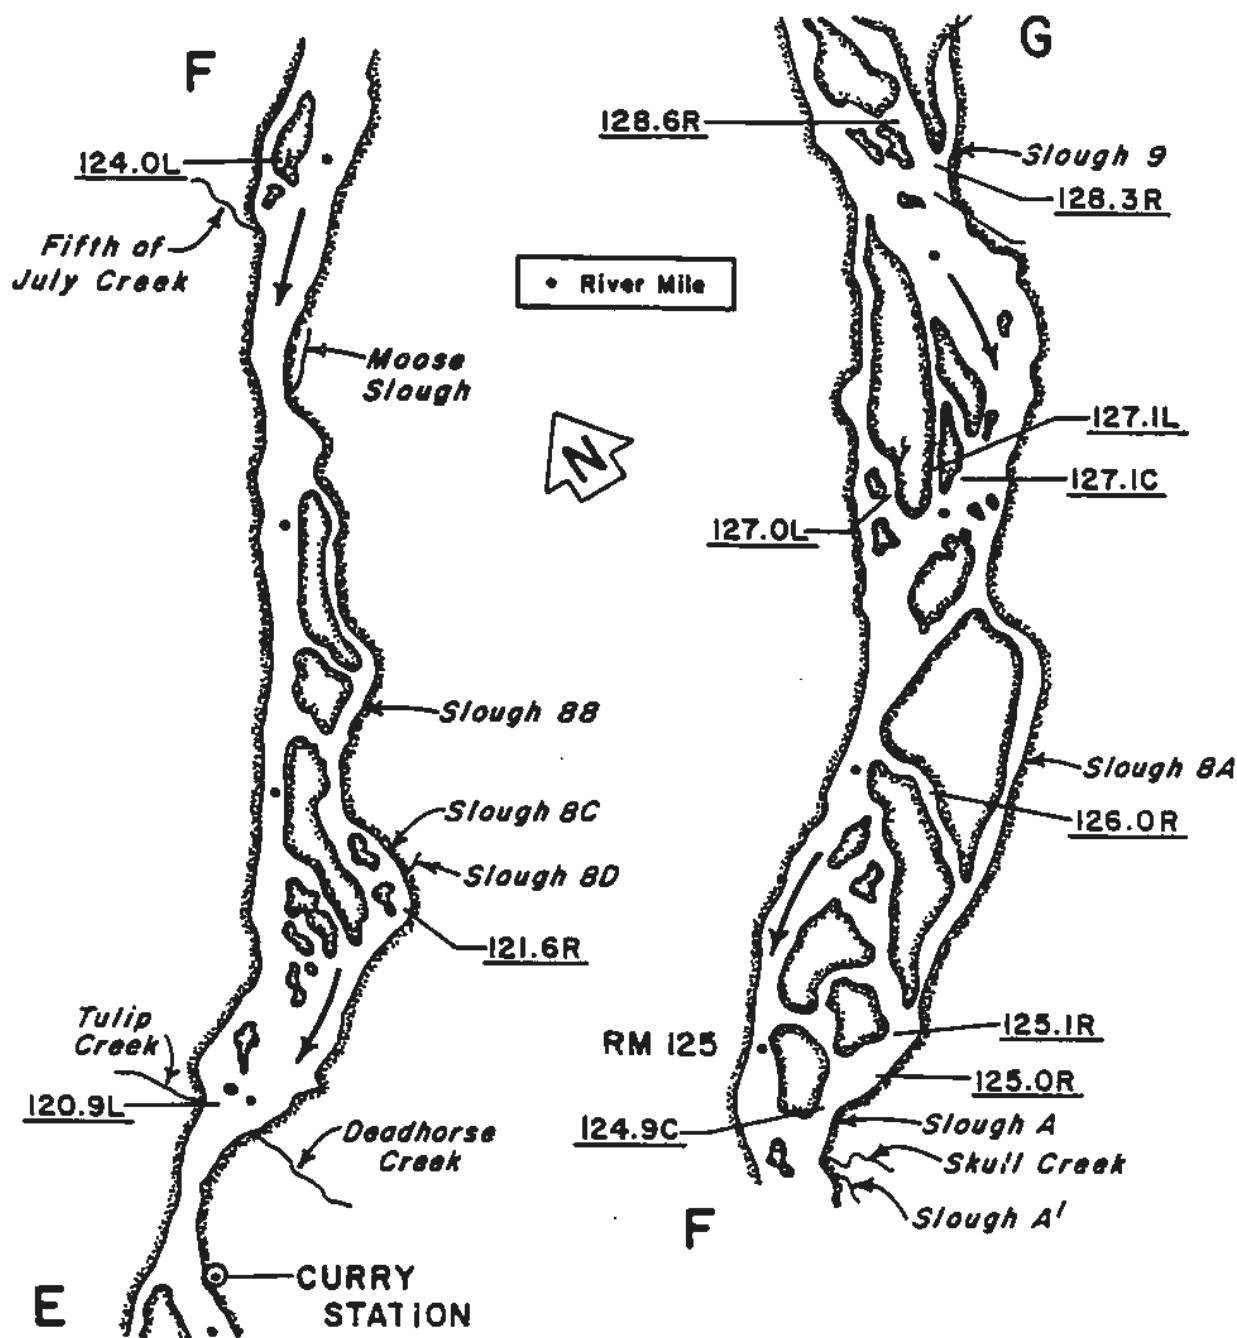 F
124.0L
Fifth of
July Creek
Moose
Slough
N
Slough 8B
Slough 8C
Slough 8D
121.6R
Tulip
Creek
120.9L
Deadhorse
Creek
E
CURRY
STATION
River Mile
G
128.6R
Slough 9
128.3R
127.1L
127.1C
127.0L
Slough 8A
126.0R
RM 125
125.1R
125.0R
124.9C
Slough A
Skull Creek
Slough A'
F